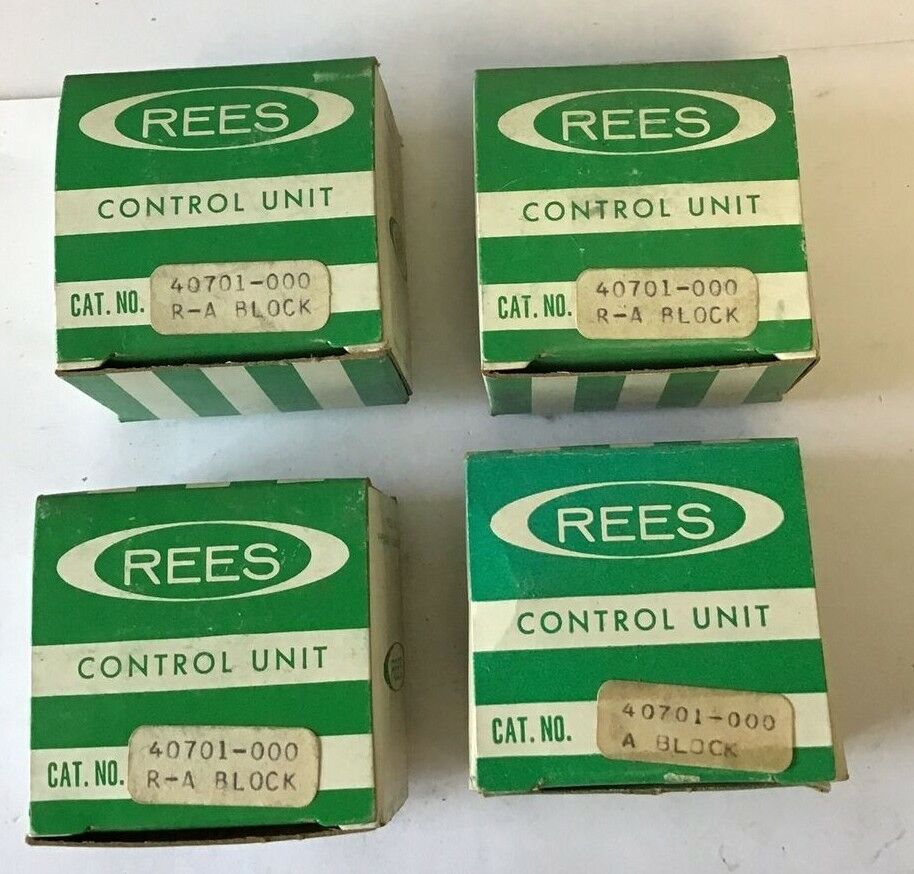 REES
CONTROL UNIT
CAT. NO. 40701-000
R-A BLOCK
REES
CONTROL UNIT
CAT. NO. 40701-000
R-A BLOCK
REES
CONTROL UNIT
CAT. NO. 40701-000
R-A BLOCK
REES
CONTROL UNIT
CAT. NO. 40701-000
A BLOCK